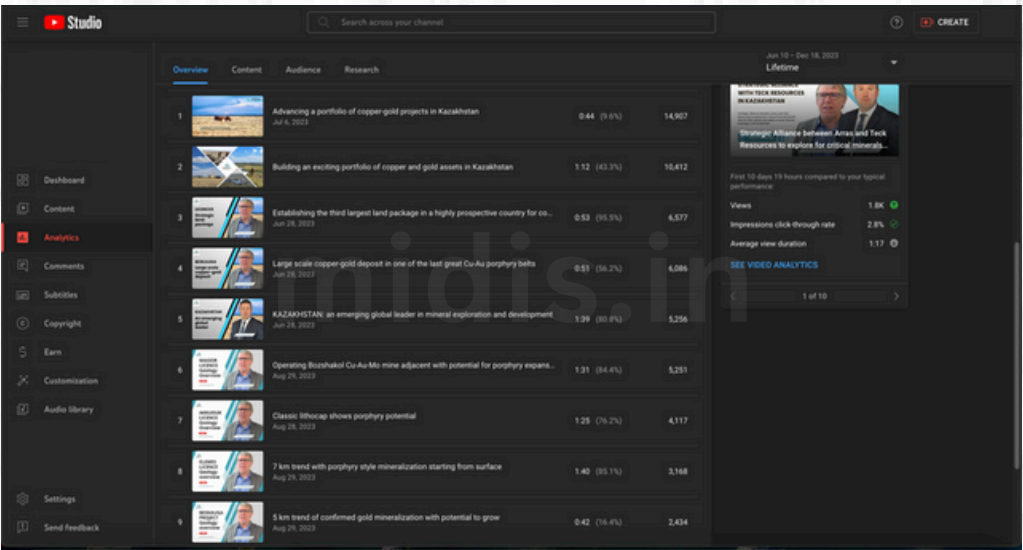 Studio
Search across your channel
?
CREATE
Overview
Content
Audience
Research
Jun 10 – Dec 18, 2023
Lifetime
Dashboard
Content
Analytics
Comments
Subtitles
Copyright
Earn
Customization
Audio library
Settings
Send feedback
1
Advancing a portfolio of copper-gold projects in Kazakhstan
Jul 6, 2023
0:44 (9.6%)
14,907
2
Building an exciting portfolio of copper and gold assets in Kazakhstan
1:12 (43.3%)
10,412
3
Establishing the third largest land package in a highly prospective country for co...
Jun 28, 2023
0:53 (95.5%)
6,577
4
Large scale copper-gold deposit in one of the last great Cu-Au porphyry belts
Jun 28, 2023
0:51 (56.2%)
6,086
5
KAZAKHSTAN: an emerging global leader in mineral exploration and development
Jun 28, 2023
1:39 (80.8%)
5,256
6
Operating Bozshakol Cu-Au-Mo mine adjacent with potential for porphyry expans...
Aug 29, 2023
1:31 (84.4%)
5,251
7
Classic lithocap shows porphyry potential
Aug 28, 2023
1:25 (76.2%)
4,117
8
7 km trend with porphyry style mineralization starting from surface
Aug 29, 2023
1:40 (85.1%)
3,168
9
5 km trend of confirmed gold mineralization with potential to grow
Aug 29, 2023
0:42 (16.4%)
2,434
STRATEGIC ALLIANCE
WITH TECK RESOURCES
IN KAZAKHSTAN
Strategic Alliance between Arras and Teck
Resources to explore for critical minerals...
First 10 days 19 hours compared to your typical
performance:
Views 1.8K
Impressions click-through rate 2.8%
Average view duration 1:17
SEE VIDEO ANALYTICS
1 of 10
midis.in